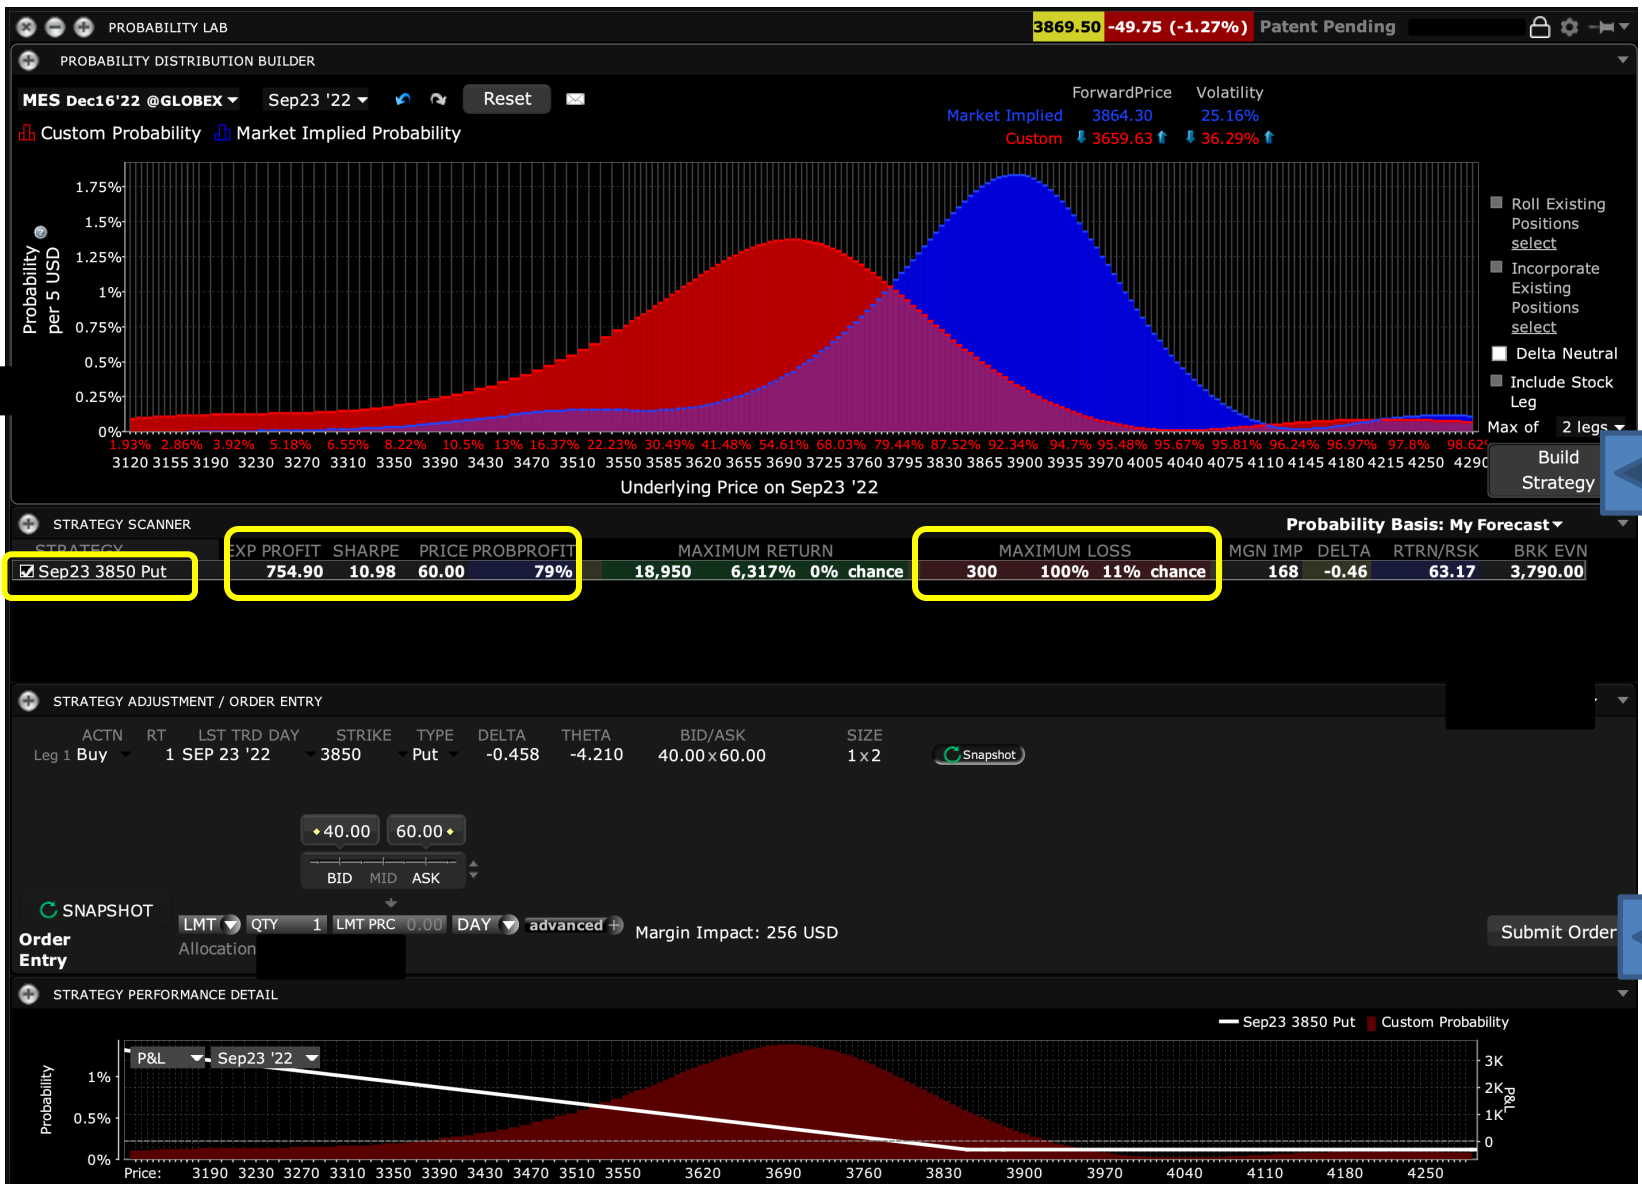 PROBABILITY LAB
3869.50 -49.75 (-1.27%) Patent Pending
PROBABILITY DISTRIBUTION BUILDER
MES Dec16'22 @GLOBEX Sep23 '22 Reset
ForwardPrice Volatility
Market Implied 3864.30 25.16%
Custom 3659.63 36.29%
Custom Probability Market Implied Probability
1.75%
1.5%
1.25%
1%
0.75%
0.5%
0.25%
0%
Probability
per 5 USD
1.93% 2.86% 3.92% 5.18% 6.55% 8.22% 10.5% 13% 16.37% 22.23% 30.49% 41.48% 54.61% 68.03% 79.44% 87.52% 92.34% 94.7% 95.48% 95.67% 95.81% 96.24% 96.97% 97.8% 98.62
3120 3155 3190 3230 3270 3310 3350 3390 3430 3470 3510 3550 3585 3620 3655 3690 3725 3760 3795 3830 3865 3900 3935 3970 4005 4040 4075 4110 4145 4180 4215 4250 4290
Underlying Price on Sep23 '22
Roll Existing
Positions
select
Incorporate
Existing
Positions
select
Delta Neutral
Include Stock
Leg
Max of 2 legs
Build
Strategy
STRATEGY SCANNER
Probability Basis: My Forecast
STRATEGY EXP PROFIT SHARPE PRICE PROBPROFIT MAXIMUM RETURN MAXIMUM LOSS MGN IMP DELTA RTRN/RSK BRK EVN
Sep23 3850 Put 754.90 10.98 60.00 79% 18,950 6,317% 0% chance 300 100% 11% chance 168 -0.46 63.17 3,790.00
STRATEGY ADJUSTMENT / ORDER ENTRY
ACTN RT LST TRD DAY STRIKE TYPE DELTA THETA BID/ASK SIZE
Leg 1 Buy 1 SEP 23 '22 3850 Put -0.458 -4.210 40.00x60.00 1x2 Snapshot
40.00 60.00
BID MID ASK
SNAPSHOT
Order
Entry
LMT QTY 1 LMT PRC 0.00 DAY advanced + Margin Impact: 256 USD
Allocation
Submit Order
STRATEGY PERFORMANCE DETAIL
Sep23 3850 Put Custom Probability
P&L Sep23 '22
1%
0.5%
0%
Probability
3K
2K
1K
0
P&L
Price: 3190 3230 3270 3310 3350 3390 3430 3470 3510 3550 3620 3690 3760 3830 3900 3970 4040 4110 4180 4250